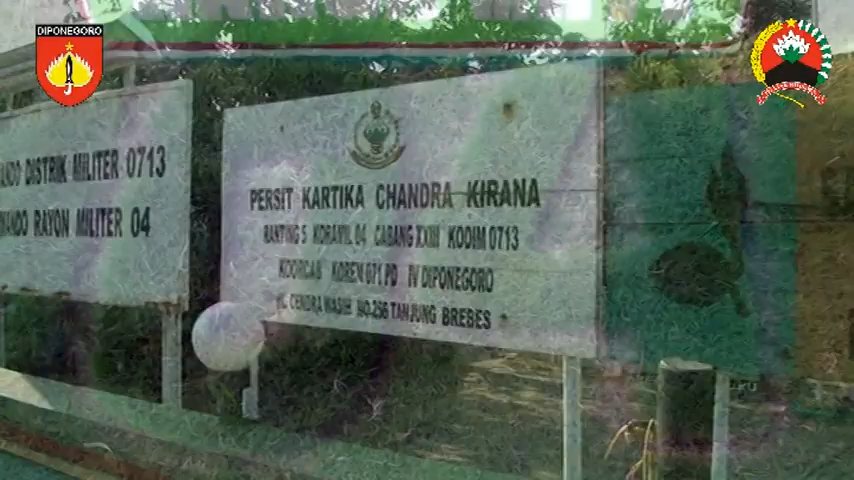 DIPONEGORO
DISTRIK MILITER 0713
RAYON MILITER 04
PERSIT KARTIKA CHANDRA KIRANA
RANTING 5 KORAMIL 04 CABANG XXIII KODIM 0713
KOORCAB KOREM 071 PD IV DIPONEGORO
JL. CENDRAWASIH NO.256 TANJUNG BREBES